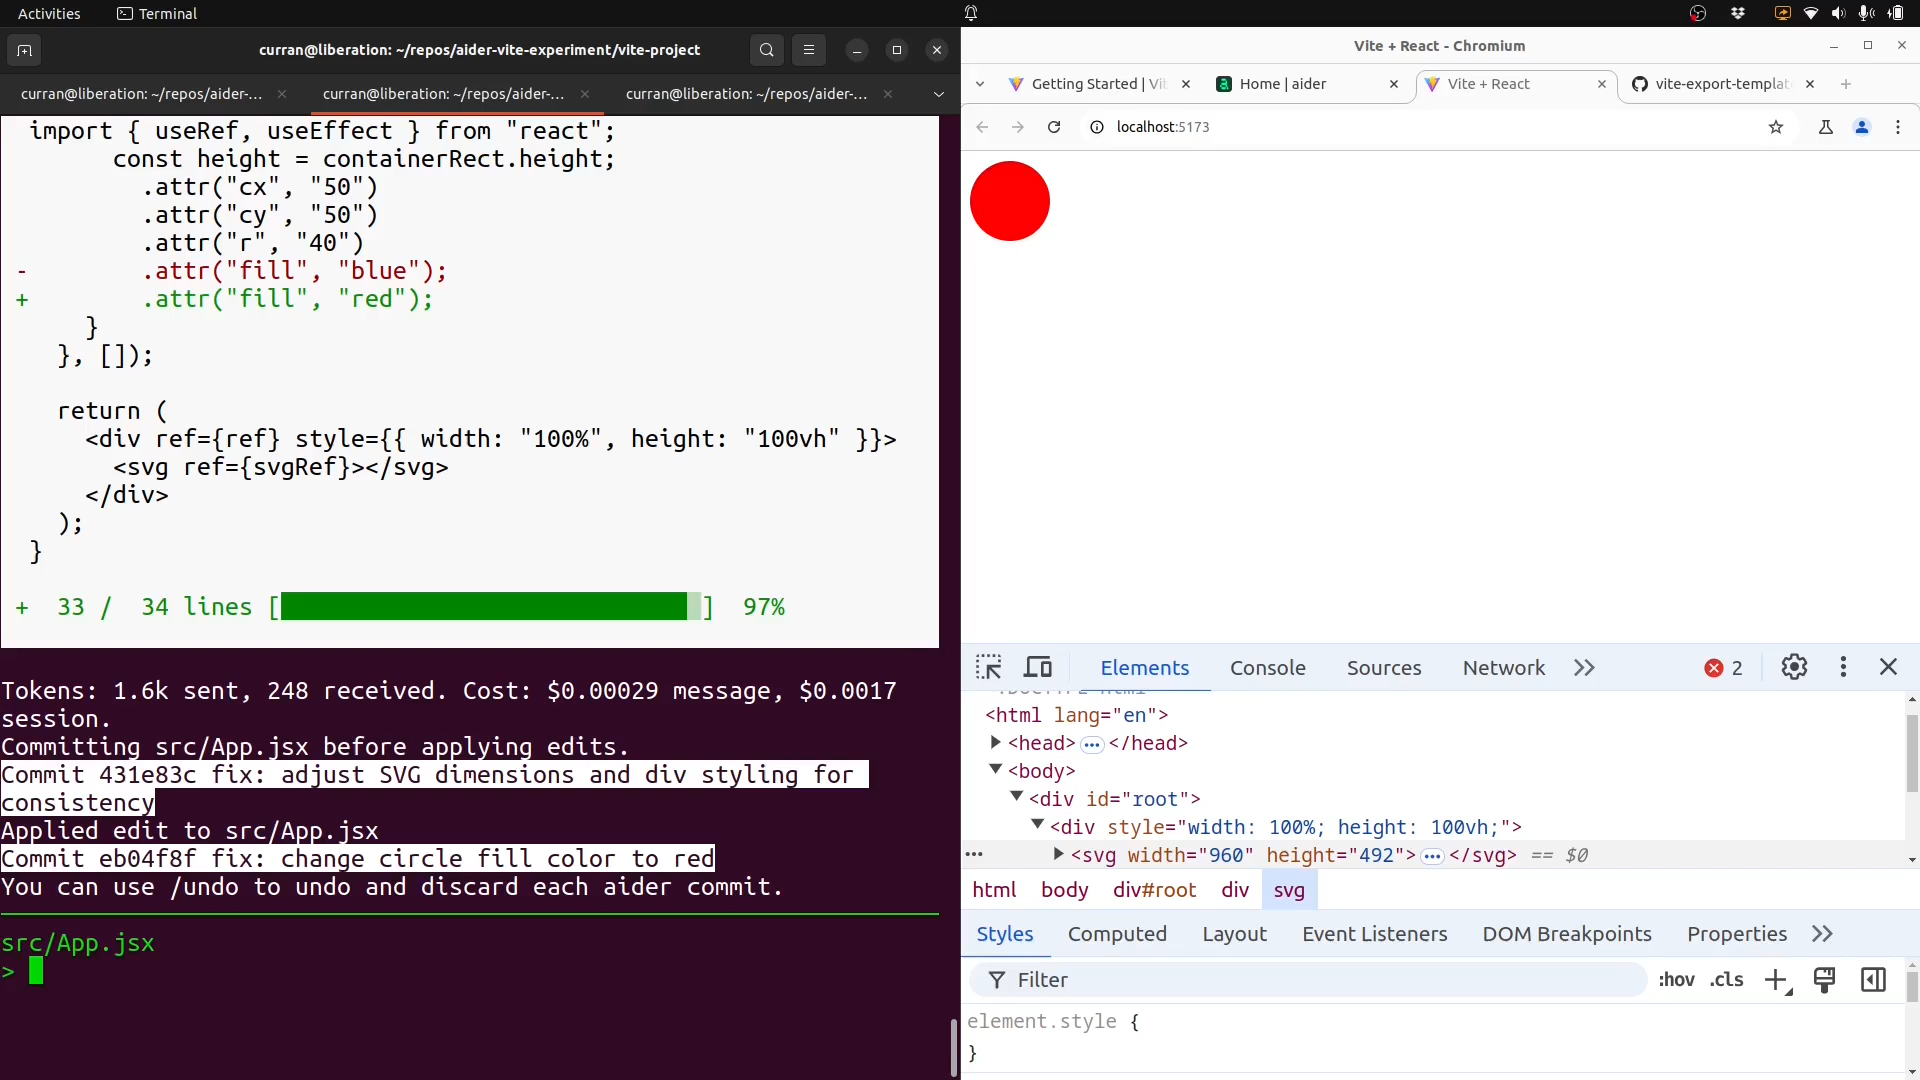 Activities
Terminal
curran@liberation: ~/repos/aider-vite-experiment/vite-project
curran@liberation: ~/repos/aider-...
curran@liberation: ~/repos/aider-...
curran@liberation: ~/repos/aider-...
import { useRef, useEffect } from "react";
const height = containerRect.height;
.attr("cx", "50")
.attr("cy", "50")
.attr("r", "40")
- .attr("fill", "blue");
+ .attr("fill", "red");
}
}, []);
return (
<div ref={ref} style={{ width: "100%", height: "100vh" }}>
<svg ref={svgRef}></svg>
</div>
);
}
+ 33 / 34 lines [ ] 97%
Tokens: 1.6k sent, 248 received. Cost: $0.00029 message, $0.0017
session.
Committing src/App.jsx before applying edits.
Commit 431e83c fix: adjust SVG dimensions and div styling for
consistency
Applied edit to src/App.jsx
Commit eb04f8f fix: change circle fill color to red
You can use /undo to undo and discard each aider commit.
src/App.jsx
>
Vite + React - Chromium
Getting Started | Vit
Home | aider
Vite + React
vite-export-templat
localhost:5173
Elements
Console
Sources
Network
2
<!DOCTYPE html>
<html lang="en">
<head> ... </head>
<body>
<div id="root">
<div style="width: 100%; height: 100vh;">
... <svg width="960" height="492"> ... </svg> == $0
html
body
div#root
div
svg
Styles
Computed
Layout
Event Listeners
DOM Breakpoints
Properties
Filter
:hov
.cls
element.style {
}